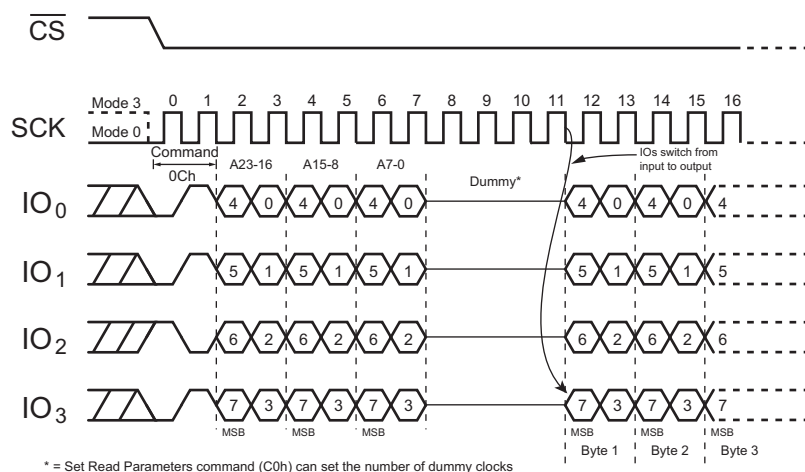 CS
Mode 3 0 1 2 3 4 5 6 7 8 9 10 11 12 13 14 15 16
SCK
Mode 0
Command
A23-16 A15-8 A7-0
IOs switch from
input to output
0Ch
Dummy*
IO0 4 0 4 0 4 0 4 0 4 0 4
IO1 5 1 5 1 5 1 5 1 5 1 5
IO2 6 2 6 2 6 2 6 2 6 2 6
IO3 7 3 7 3 7 3 7 3 7 3 7
MSB MSB MSB MSB MSB MSB
Byte 1 Byte 2 Byte 3
* = Set Read Parameters command (C0h) can set the number of dummy clocks